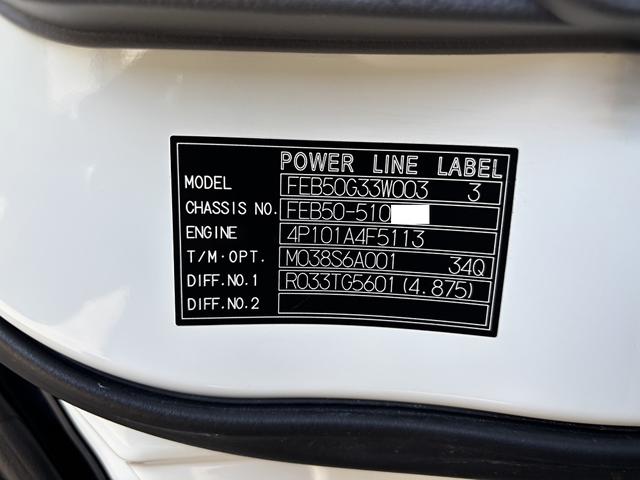 POWER LINE LABEL
MODEL FEB50G33W003 3
CHASSIS NO. FEB50-510
ENGINE 4P101A4F5113
T/M·OPT. M038S6A001 34Q
DIFF.NO.1 R033TG5601(4.875)
DIFF.NO.2